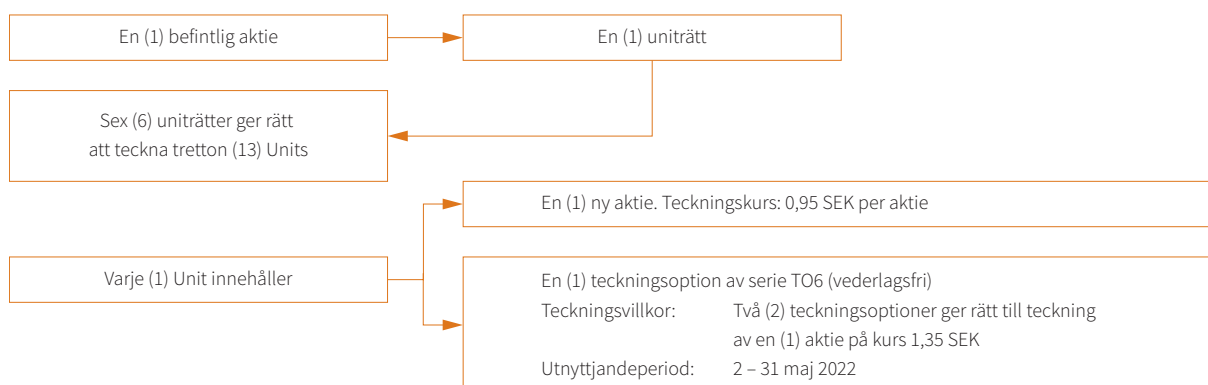 En (1) befintlig aktie
En (1) uniträtt
Sex (6) uniträtter ger rätt
att teckna tretton (13) Units
En (1) ny aktie. Teckningskurs: 0,95 SEK per aktie
Varje (1) Unit innehåller
En (1) teckningsoption av serie TO6 (vederlagsfri)
Teckningsvillkor: Två (2) teckningsoptioner ger rätt till teckning
av en (1) aktie på kurs 1,35 SEK
Utnyttjandeperiod: 2 – 31 maj 2022